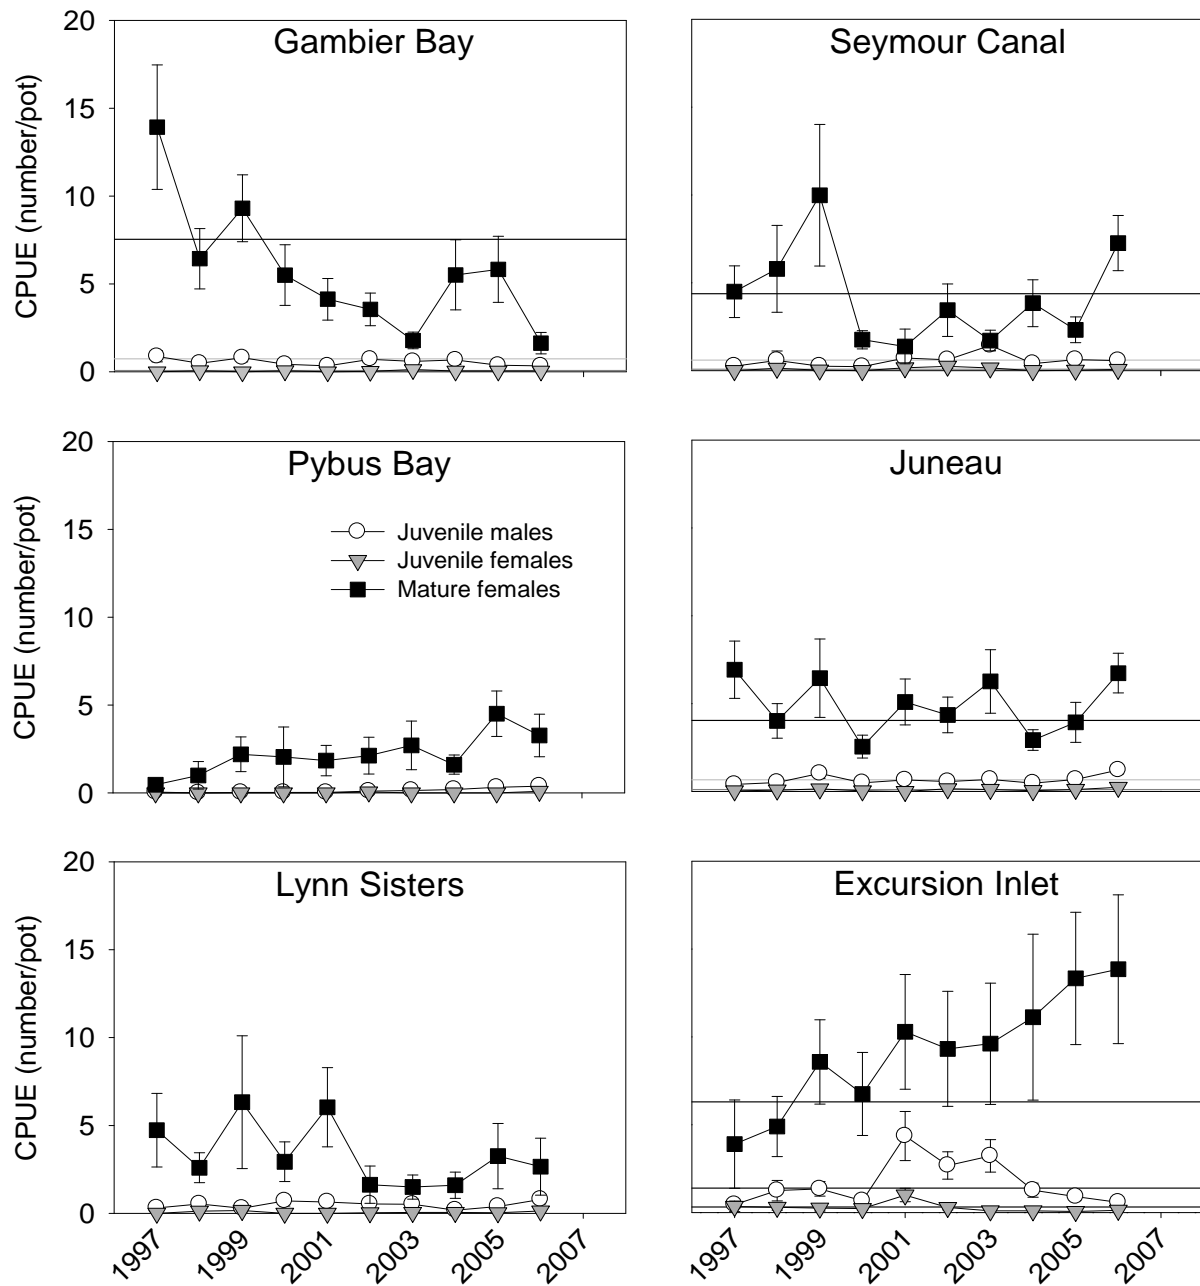 Gambier Bay
Seymour Canal
CPUE (number/pot)
20
15
10
5
0
Pybus Bay
Juneau
CPUE (number/pot)
20
15
10
5
0
Juvenile males
Juvenile females
Mature females
Lynn Sisters
Excursion Inlet
CPUE (number/pot)
20
15
10
5
0
1997 1999 2001 2003 2005 2007
1997 1999 2001 2003 2005 2007